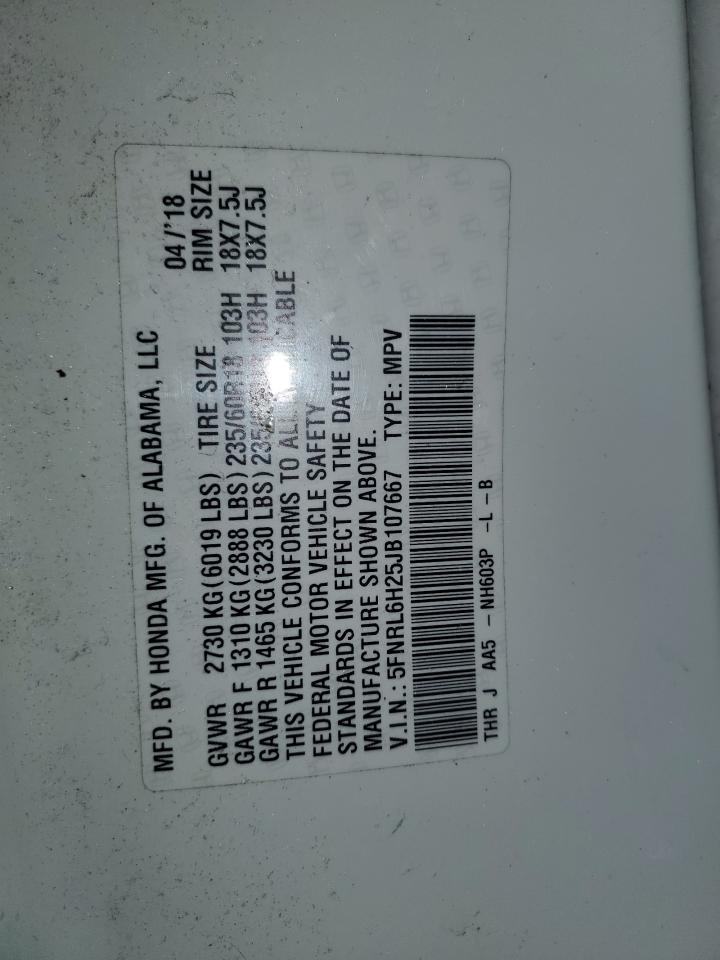 MFD. BY HONDA MFG. OF ALABAMA, LLC 04/'18
GVWR 2730 KG(6019 LBS) TIRE SIZE RIM SIZE
GAWR F 1310 KG(2888 LBS) 235/60R18 103H 18X7.5J
GAWR R 1465 KG(3230 LBS) 103H 18X7.5J
THIS VEHICLE CONFORMS TO ALL
FEDERAL MOTOR VEHICLE SAFETY
STANDARDS IN EFFECT ON THE DATE OF
MANUFACTURE SHOWN ABOVE.
V.I.N.: 5FNRL6H25JB107667 TYPE: MPV
THR J AA5 - NH603P -L-B